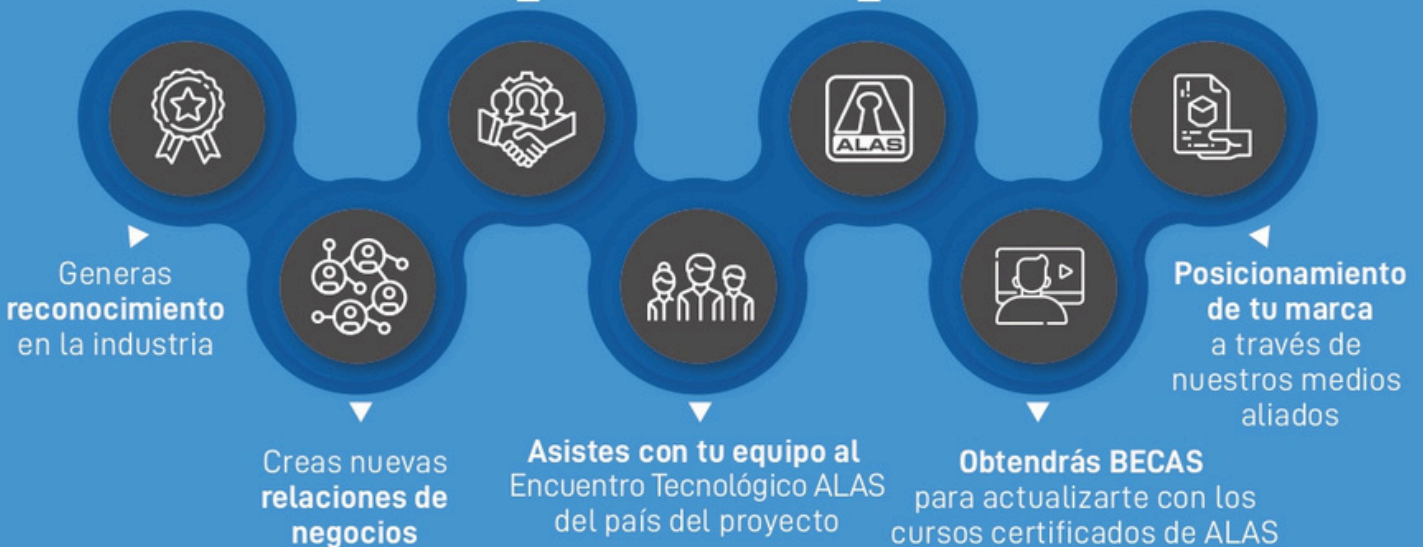 ALAS
Generas
reconocimiento
en la industria
Creas nuevas
relaciones de
negocios
Asistes con tu equipo al
Encuentro Tecnológico ALAS
del país del proyecto
Obtendrás BECAS
para actualizarte con los
cursos certificados de ALAS
Posicionamiento
de tu marca
a través de
nuestros medios
aliados